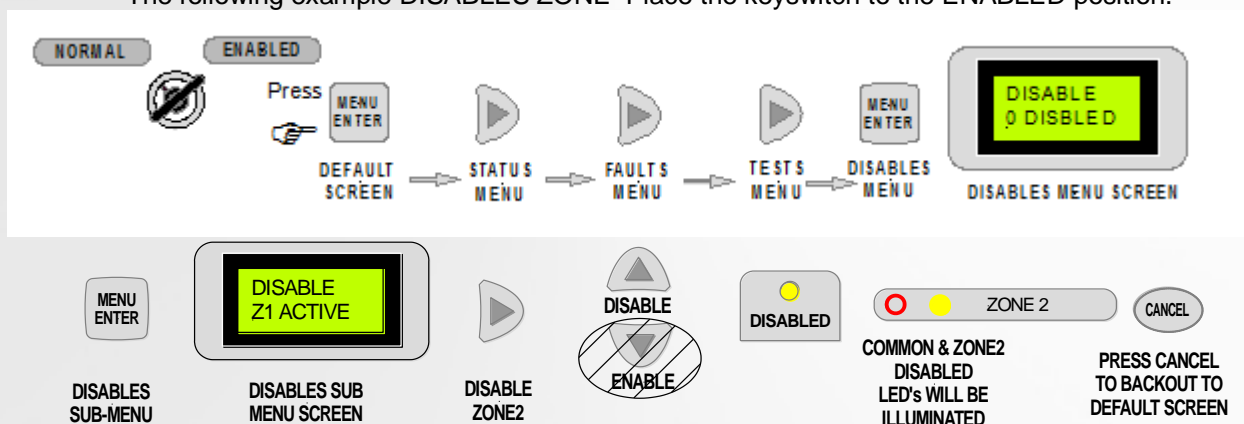 The following example DISABLES ZONE Place the keyswitch to the ENABLED position.
NORMAL
ENABLED
Press
MENU
ENTER
MENU
ENTER
DISABLE
0 DISBLED
DEFAULT
SCREEN
STATUS
MENU
FAULTS
MENU
TESTS
MENU
DISABLES
MENU
DISABLES MENU SCREEN
MENU
ENTER
DISABLE
Z1 ACTIVE
DISABLE
ENABLE
DISABLED
ZONE 2
CANCEL
DISABLES
SUB-MENU
DISABLES SUB
MENU SCREEN
DISABLE
ZONE2
COMMON & ZONE2
DISABLED
LED's WILL BE
ILLUMINATED
PRESS CANCEL
TO BACKOUT TO
DEFAULT SCREEN